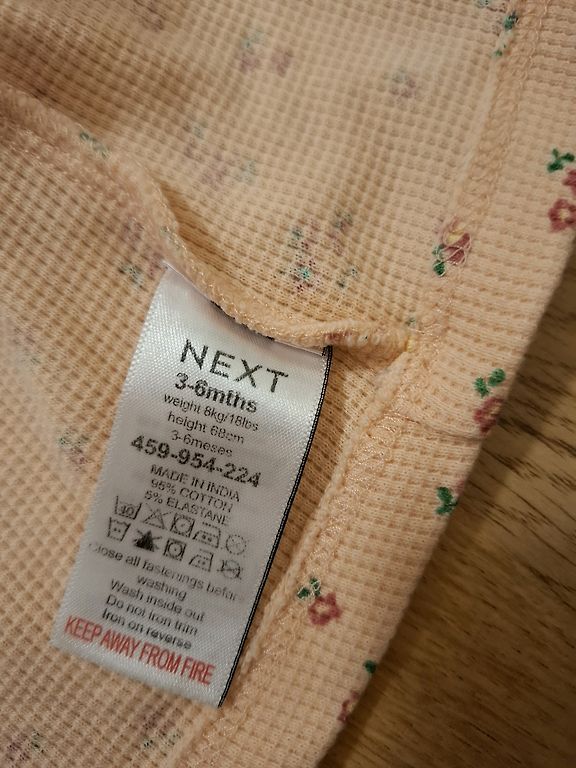 NEXT
3-6mths
weight 8kg/18lbs
height 68cm
3-6meses
459-954-224
MADE IN INDIA
95% COTTON
5% ELASTANE
40
Close all fastenings before
washing
Wash inside out
Do not iron trim
Iron on reverse
KEEP AWAY FROM FIRE